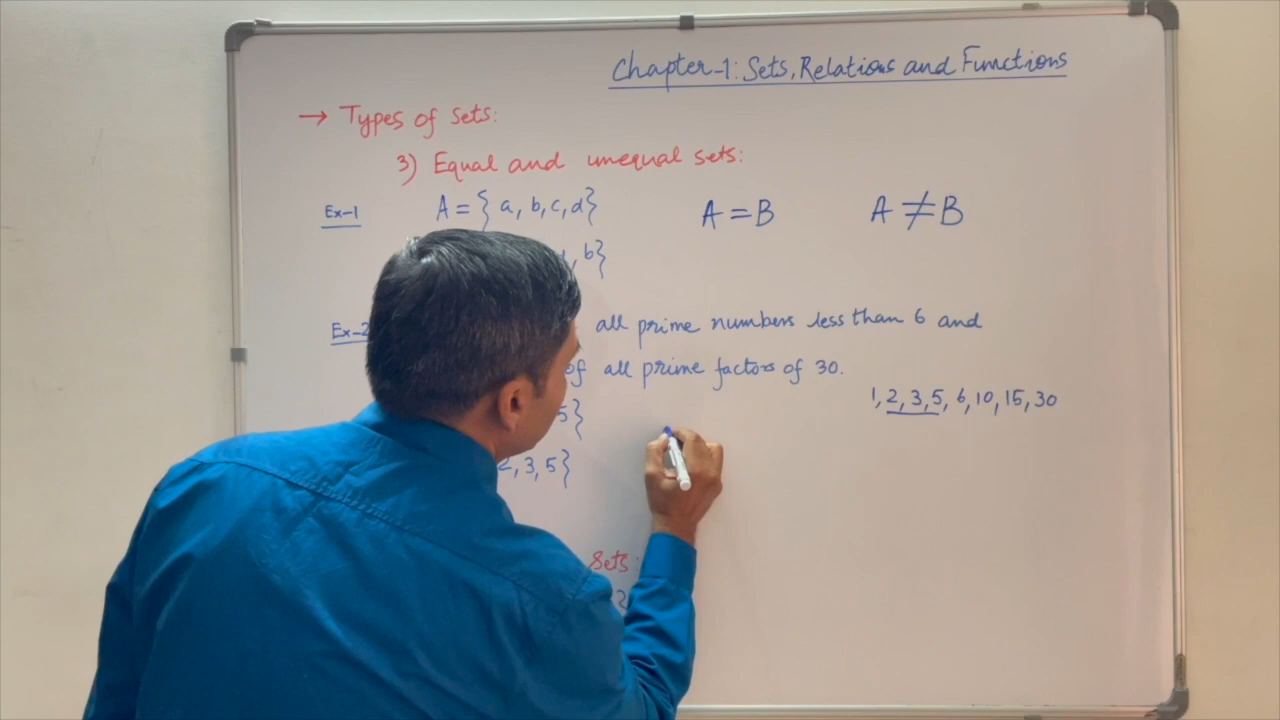 Chapter-1: Sets, Relations and Functions
→ Types of sets:
3) Equal and unequal sets:
Ex-1 A = { a, b, c, d} A = B A ≠ B
, b}
Ex-2 all prime numbers less than 6 and
of all prime factors of 30.
1, 2, 3, 5, 6, 10, 15, 30
5}
2, 3, 5}
Sets: